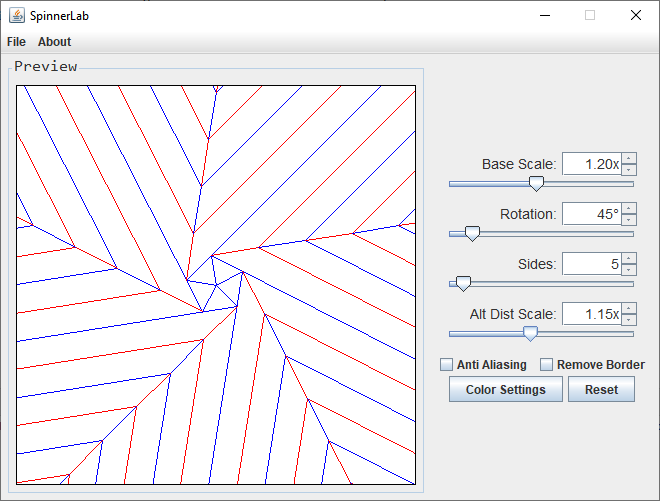 SpinnerLab
File About
Preview
Base Scale: 1.20x
Rotation: 45°
Sides: 5
Alt Dist Scale: 1.15x
Anti Aliasing Remove Border
Color Settings Reset